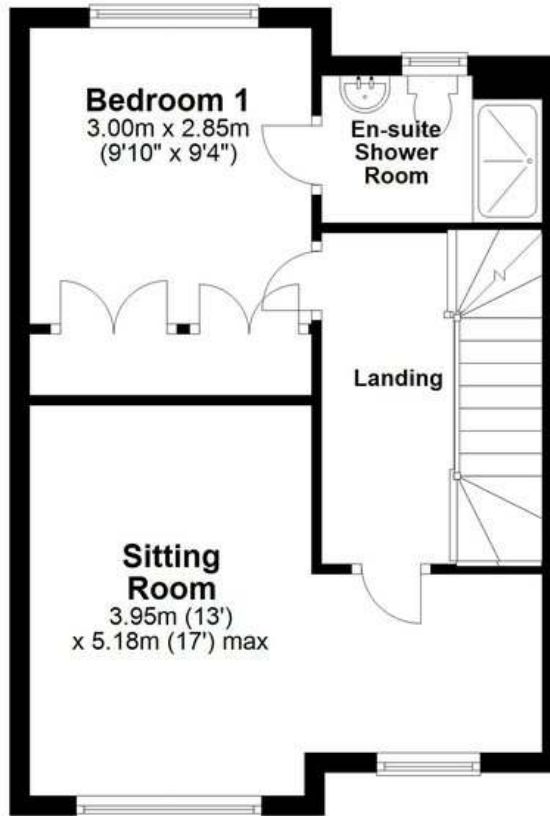 Bedroom 1
3.00m x 2.85m
(9'10" x 9'4")
En-suite
Shower
Room
Landing
Sitting
Room
3.95m (13')
x 5.18m (17') max